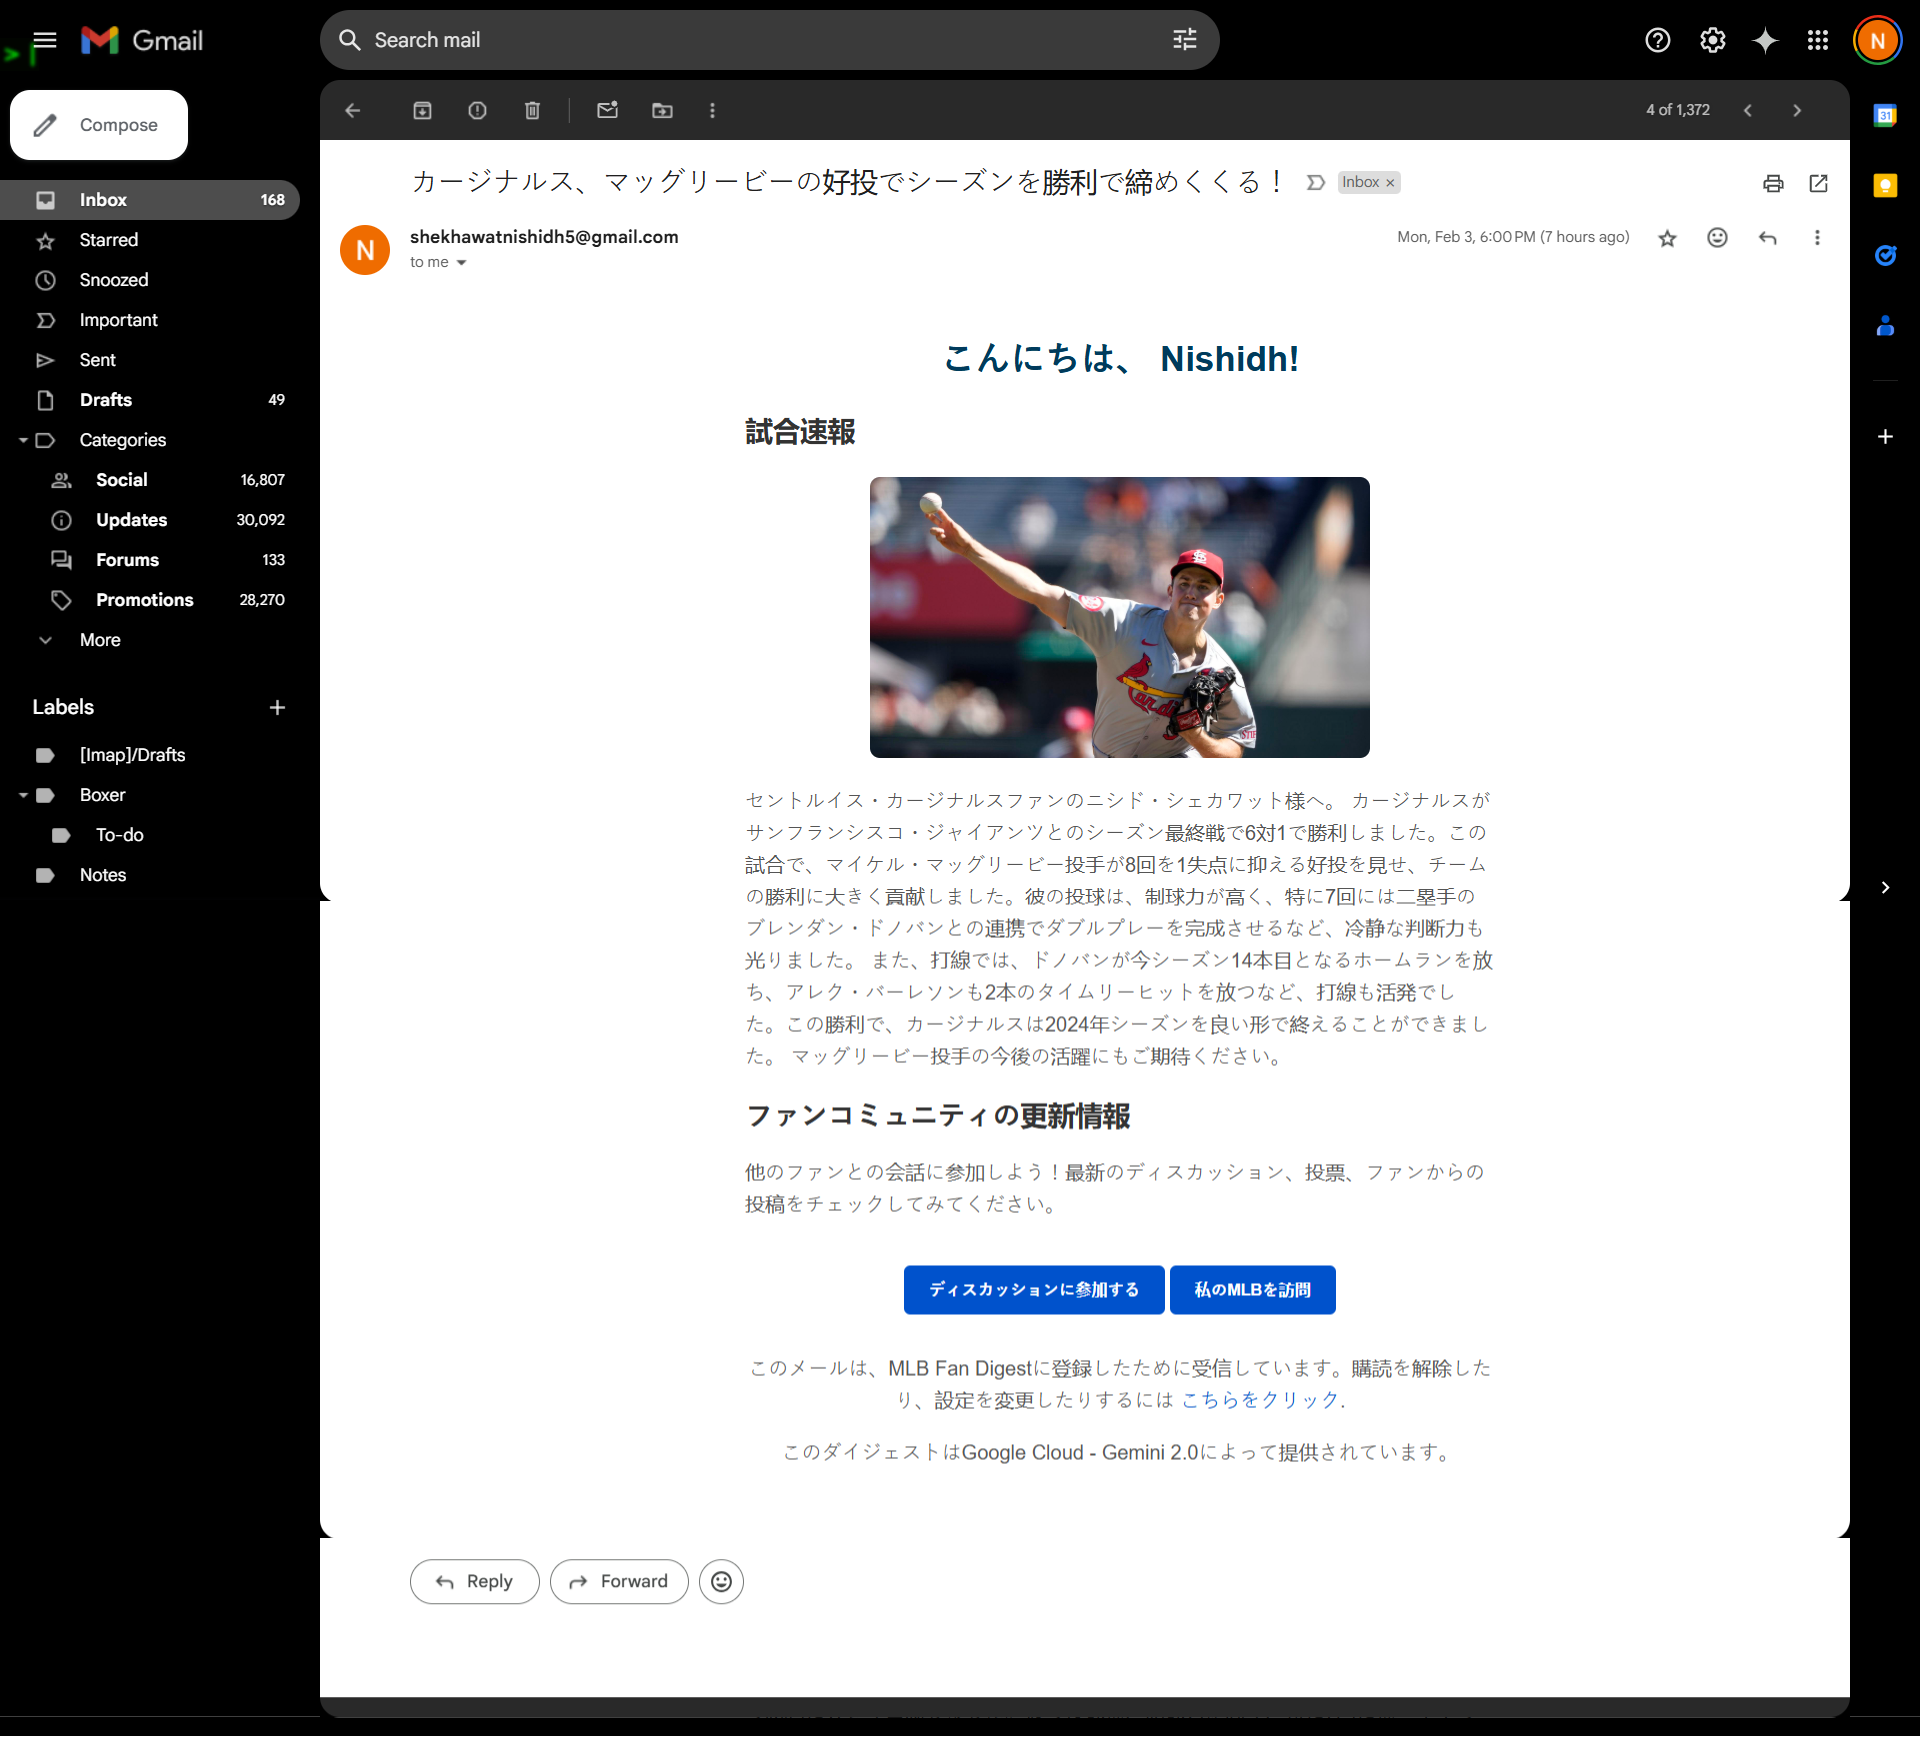 Gmail
Search mail
N
Compose
4 of 1,372
31
Inbox 168
Starred
Snoozed
Important
Sent
Drafts 49
Categories
Social 16,807
Updates 30,092
Forums 133
Promotions 28,270
More
Labels
[Imap]/Drafts
Boxer
To-do
Notes
カージナルス、マッグリービーの好投でシーズンを勝利で締めくくる！ Inbox ×
N
shekhawatnishidh5@gmail.com
Mon, Feb 3, 6:00 PM (7 hours ago)
to me
こんにちは、 Nishidh!
試合速報
セントルイス・カージナルスファンのニシド・シェカワット様へ。 カージナルスが
サンフランシスコ・ジャイアンツとのシーズン最終戦で6対1で勝利しました。この
試合で、マイケル・マッグリービー投手が8回を1失点に抑える好投を見せ、チーム
の勝利に大きく貢献しました。彼の投球は、制球力が高く、特に7回には二塁手の
ブレンダン・ドノバンとの連携でダブルプレーを完成させるなど、冷静な判断力も
光りました。 また、打線では、ドノバンが今シーズン14本目となるホームランを放
ち、アレク・バーレソンも2本のタイムリーヒットを放つなど、打線も活発でし
た。この勝利で、カージナルスは2024年シーズンを良い形で終えることができまし
た。 マッグリービー投手の今後の活躍にもご期待ください。
ファンコミュニティの更新情報
他のファンとの会話に参加しよう！最新のディスカッション、投票、ファンからの
投稿をチェックしてみてください。
ディスカッションに参加する 私のMLBを訪問
このメールは、MLB Fan Digestに登録したために受信しています。購読を解除した
り、設定を変更したりするには こちらをクリック.
このダイジェストはGoogle Cloud - Gemini 2.0によって提供されています。
Reply
Forward